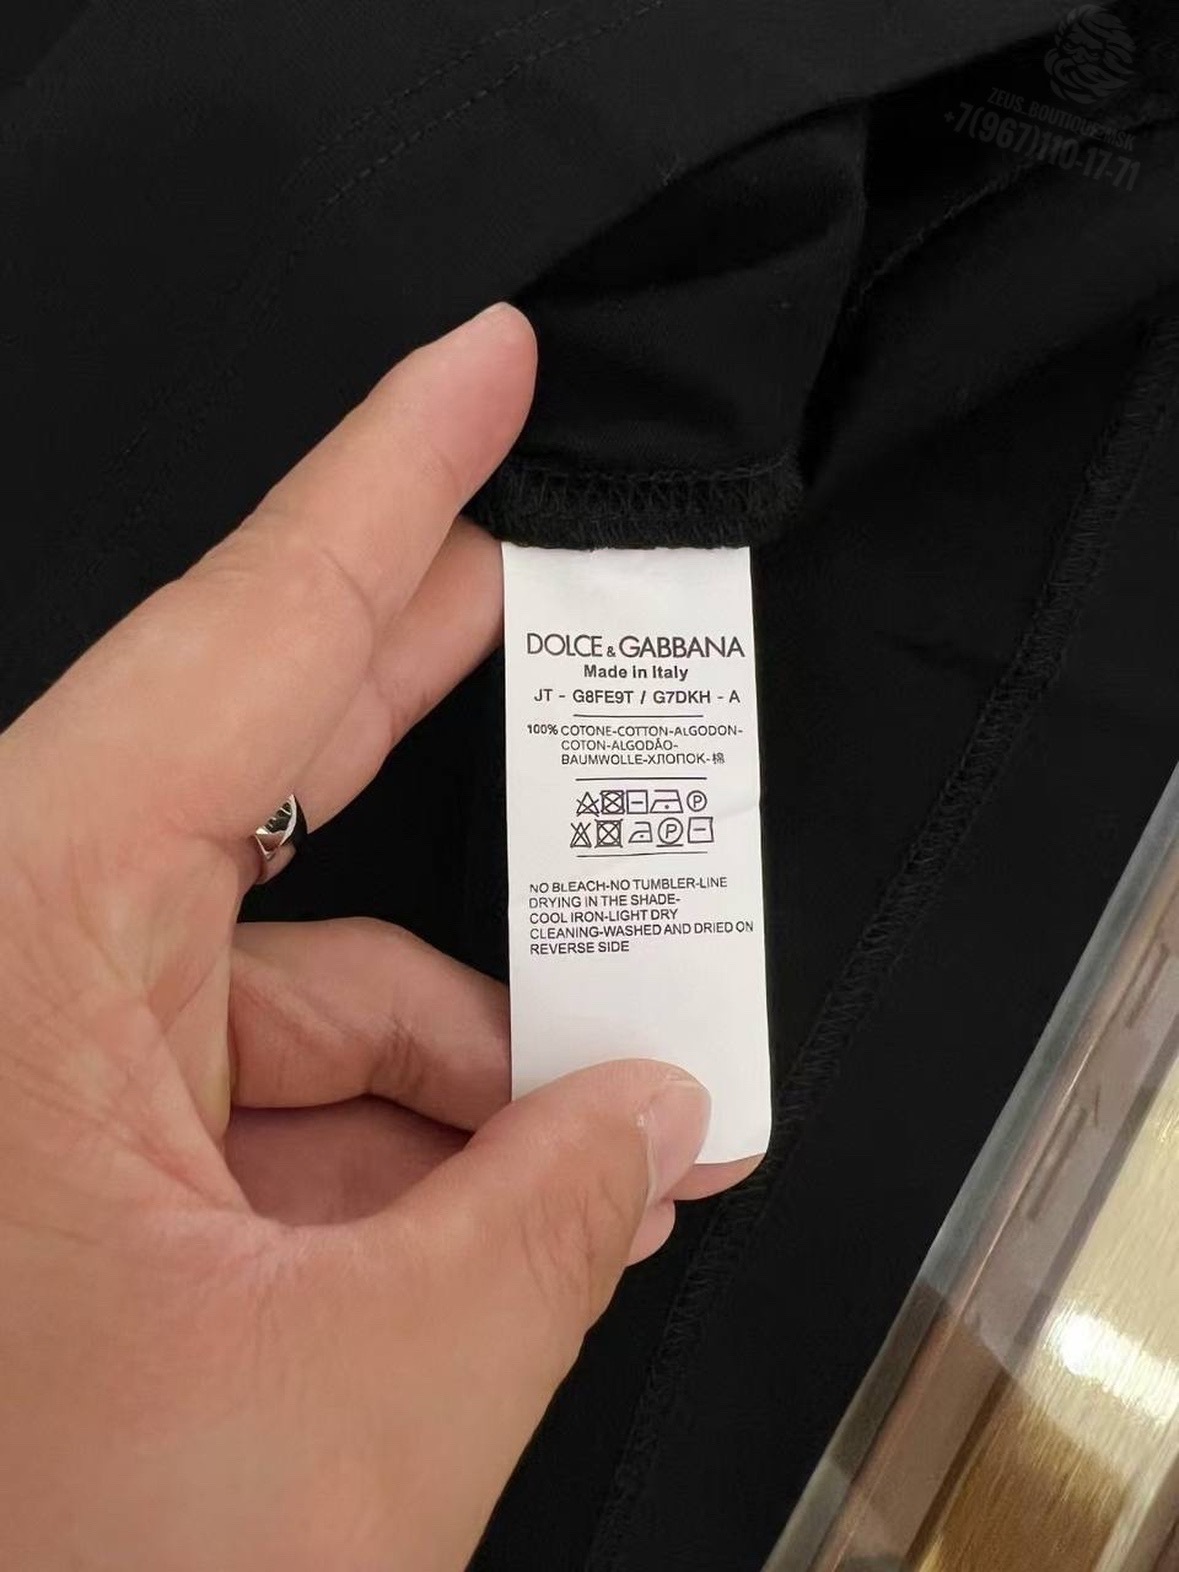 ZEUS_BOUTIQUE_MSK
+7(967)110-17-71
DOLCE & GABBANA
Made in Italy
JT - G8FE9T / G7DKH - A
100% COTONE-COTTON-ALGODON-
COTON-ALGODÃO-
BAUMWOLLE-ХЛОПОК-棉
NO BLEACH-NO TUMBLER-LINE
DRYING IN THE SHADE-
COOL IRON-LIGHT DRY
CLEANING-WASHED AND DRIED ON
REVERSE SIDE